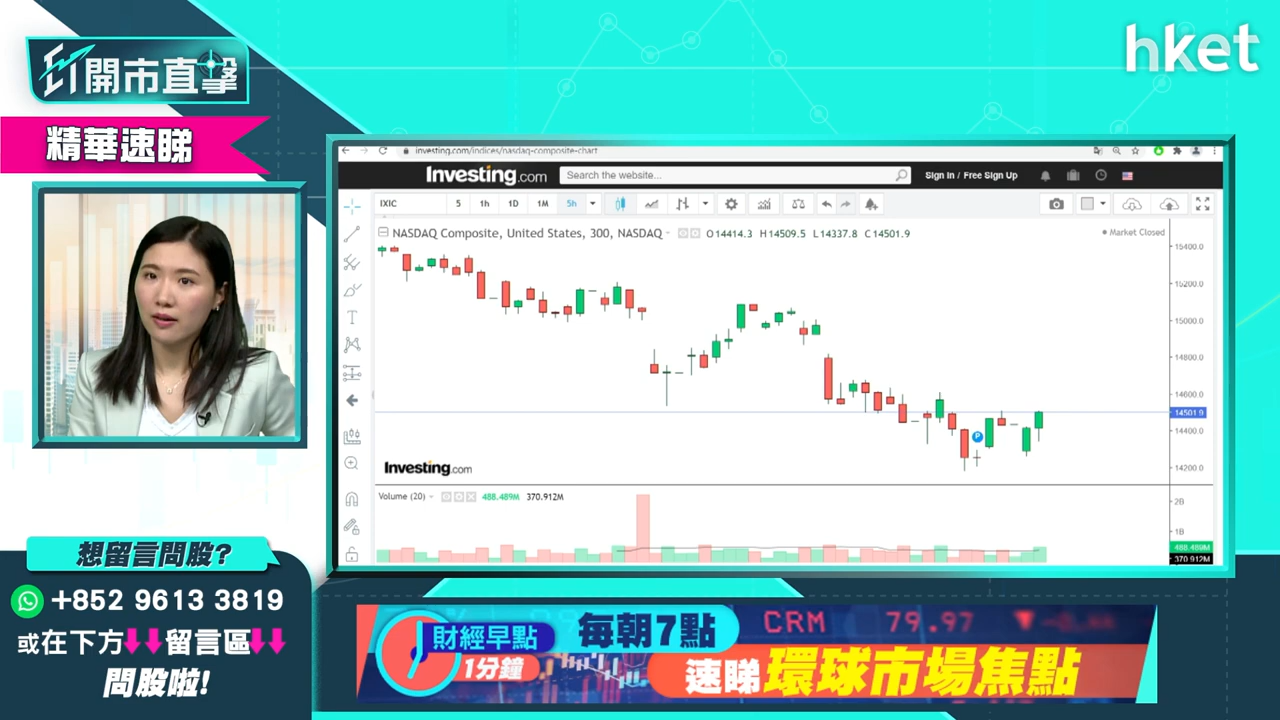 hket
ET開市直擊
精華速睇
investing.com/indices/nasdaq-composite-chart
Investing.com
Search the website...
Sign In / Free Sign Up
IXIC
5
1h
1D
1M
5h
NASDAQ Composite, United States, 300, NASDAQ
O14414.3 H14509.5 L14337.8 C14501.9
Market Closed
15400.0
15200.0
15000.0
14800.0
14600.0
14501.9
14400.0
14200.0
P
Investing.com
Volume (20)
488.489M
370.912M
2B
1B
488.489M
370.912M
想留言問股?
+852 9613 3819
或在下方留言區
問股啦!
財經早點
1分鐘
每朝7點
速睇環球市場焦點
CRM 79.97